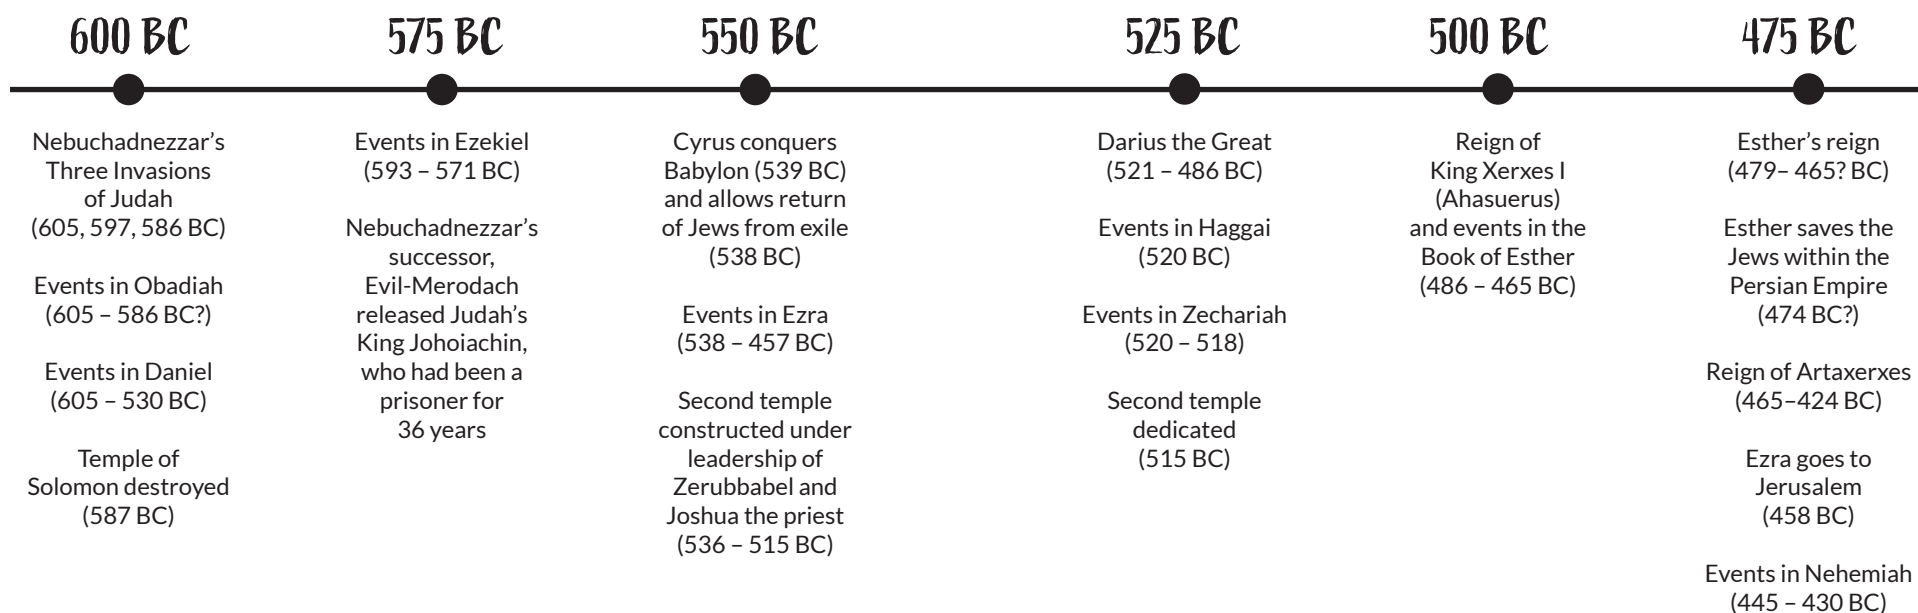 600 BC
Nebuchadnezzar’s
Three Invasions
of Judah
(605, 597, 586 BC)
Events in Obadiah
(605 – 586 BC?)
Events in Daniel
(605 – 530 BC)
Temple of
Solomon destroyed
(587 BC)
575 BC
Events in Ezekiel
(593 – 571 BC)
Nebuchadnezzar’s
successor,
Evil-Merodach
released Judah’s
King Johoiachin,
who had been a
prisoner for
36 years
550 BC
Cyrus conquers
Babylon (539 BC)
and allows return
of Jews from exile
(538 BC)
Events in Ezra
(538 – 457 BC)
Second temple
constructed under
leadership of
Zerubbabel and
Joshua the priest
(536 – 515 BC)
525 BC
Darius the Great
(521 – 486 BC)
Events in Haggai
(520 BC)
Events in Zechariah
(520 – 518)
Second temple
dedicated
(515 BC)
500 BC
Reign of
King Xerxes I
(Ahasuerus)
and events in the
Book of Esther
(486 – 465 BC)
475 BC
Esther’s reign
(479– 465? BC)
Esther saves the
Jews within the
Persian Empire
(474 BC?)
Reign of Artaxerxes
(465–424 BC)
Ezra goes to
Jerusalem
(458 BC)
Events in Nehemiah
(445 – 430 BC)